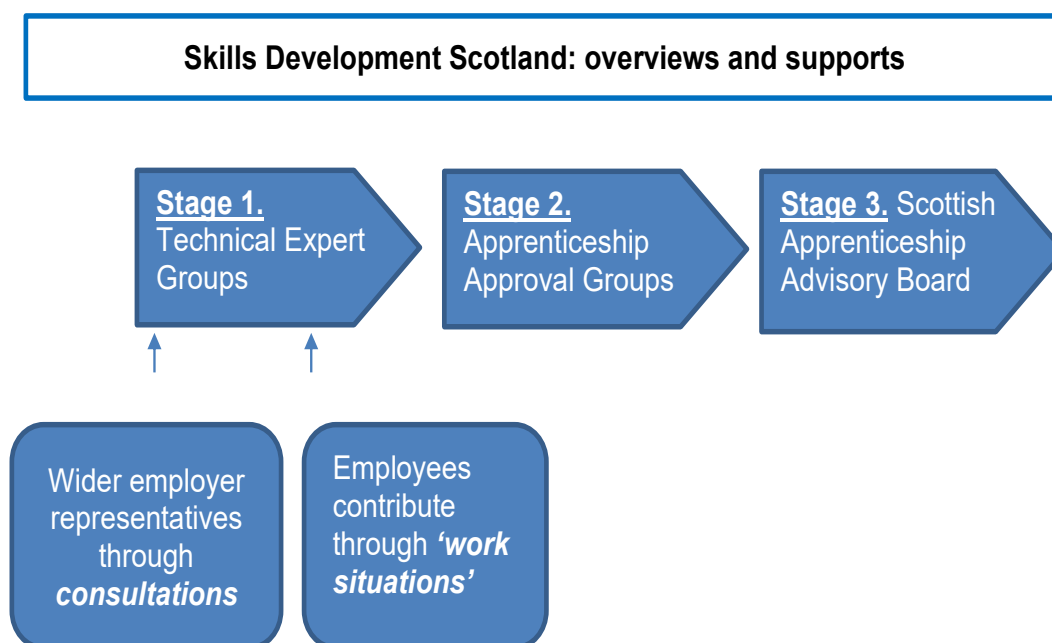 Skills Development Scotland: overviews and supports
Stage 1.
Technical Expert
Groups
Stage 2.
Apprenticeship
Approval Groups
Stage 3. Scottish
Apprenticeship
Advisory Board
Wider employer
representatives
through
consultations
Employees
contribute
through ‘work
situations’